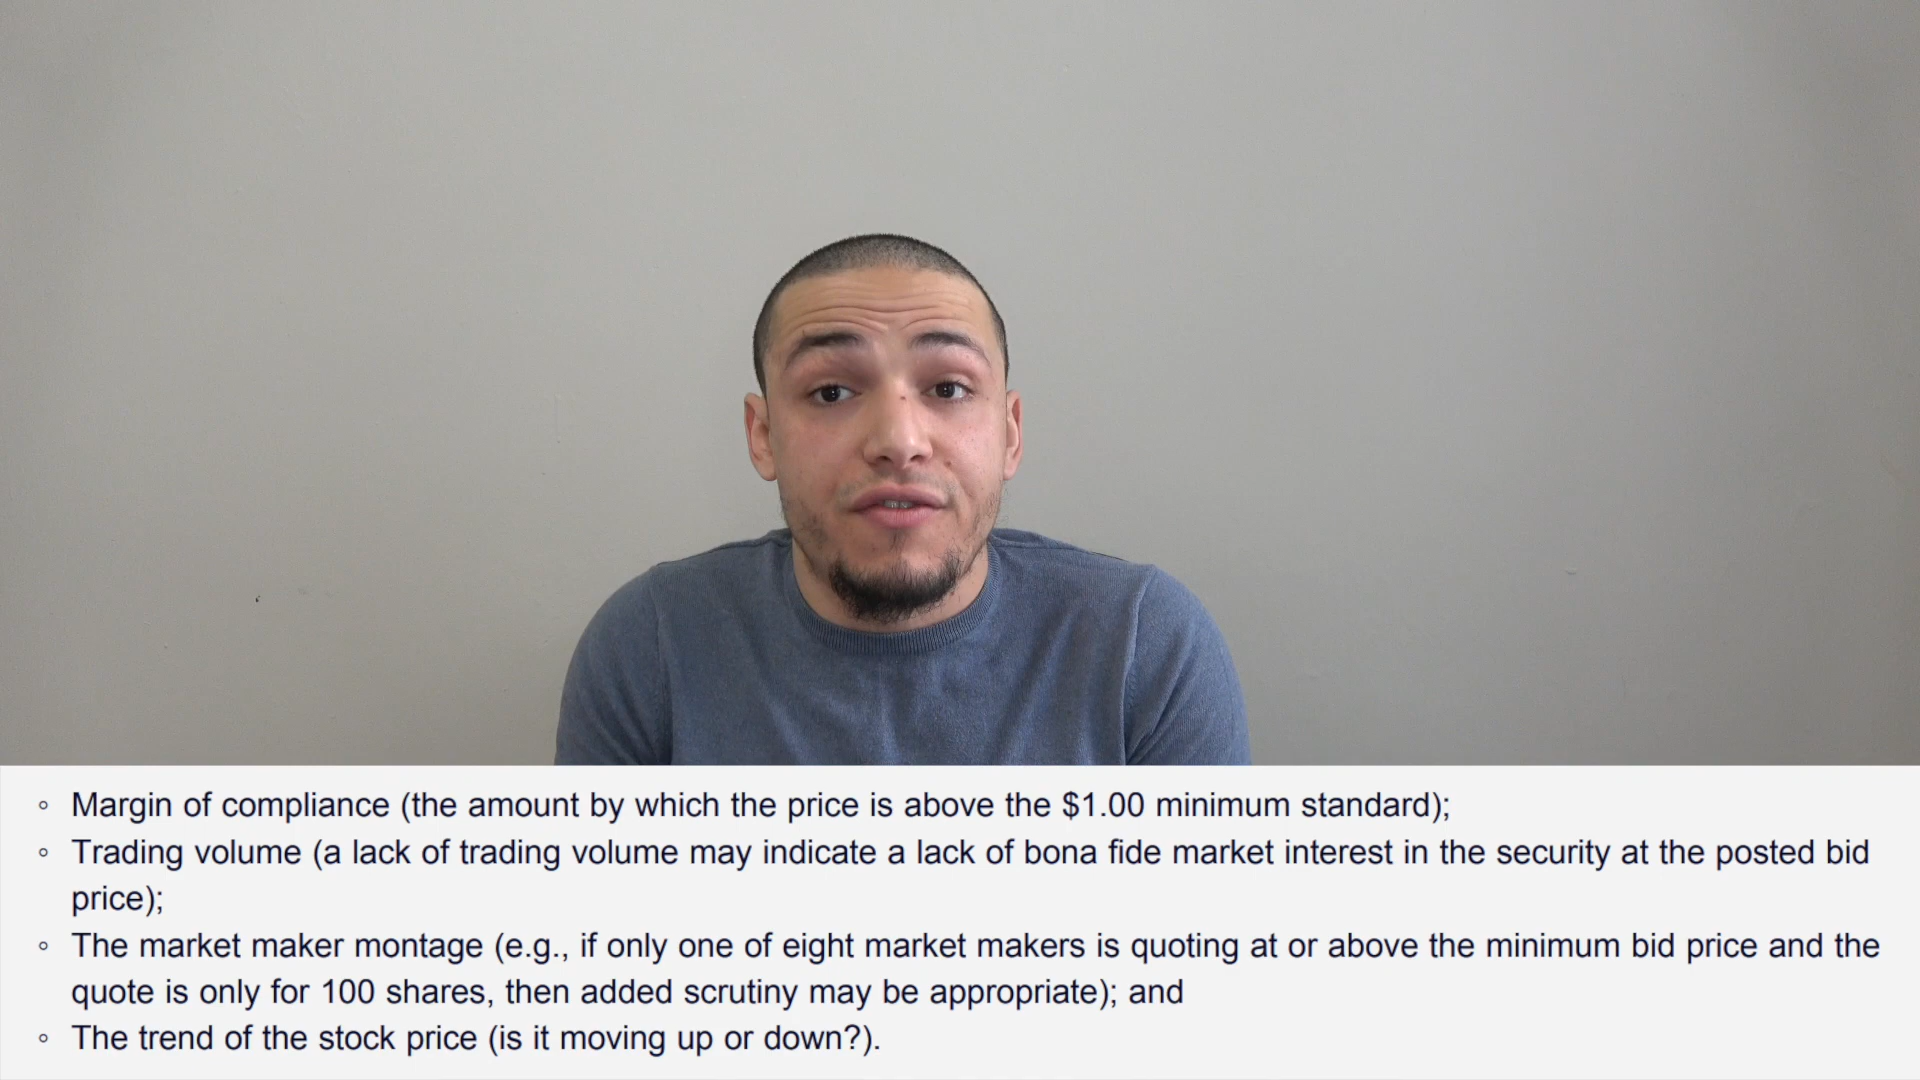 ◦ Margin of compliance (the amount by which the price is above the $1.00 minimum standard);
◦ Trading volume (a lack of trading volume may indicate a lack of bona fide market interest in the security at the posted bid
price);
◦ The market maker montage (e.g., if only one of eight market makers is quoting at or above the minimum bid price and the
quote is only for 100 shares, then added scrutiny may be appropriate); and
◦ The trend of the stock price (is it moving up or down?).